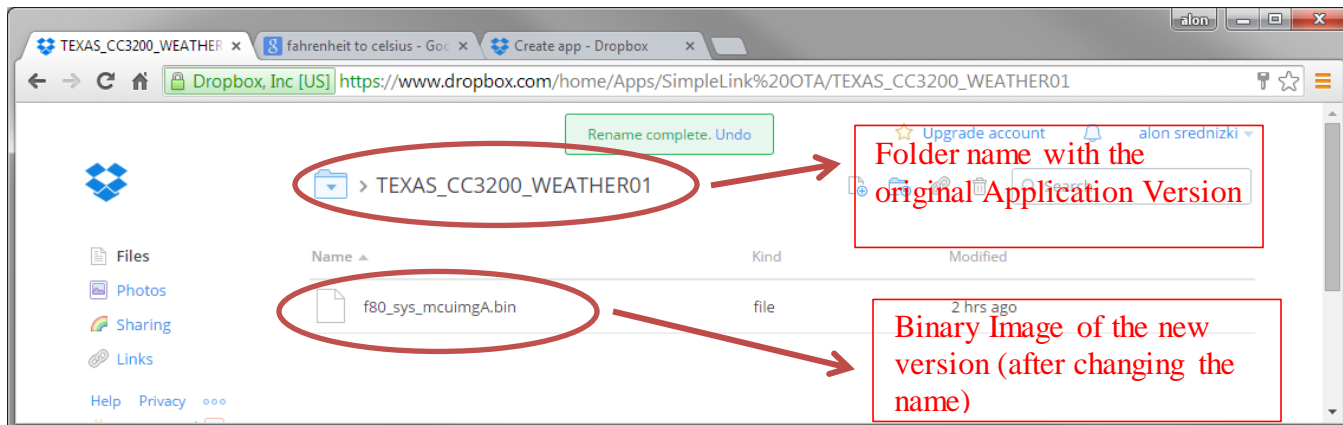 alon
TEXAS_CC3200_WEATHER
fahrenheit to celsius - Goo
Create app - Dropbox
Dropbox, Inc [US] https://www.dropbox.com/home/Apps/SimpleLink%20OTA/TEXAS_CC3200_WEATHER01
Rename complete. Undo
Upgrade account
alon srednizki
> TEXAS_CC3200_WEATHER01
Search
Folder name with the
original Application Version
Files
Name
Kind
Modified
Photos
f80_sys_mcuimgA.bin
file
2 hrs ago
Sharing
Links
Binary Image of the new
version (after changing the
name)
Help Privacy